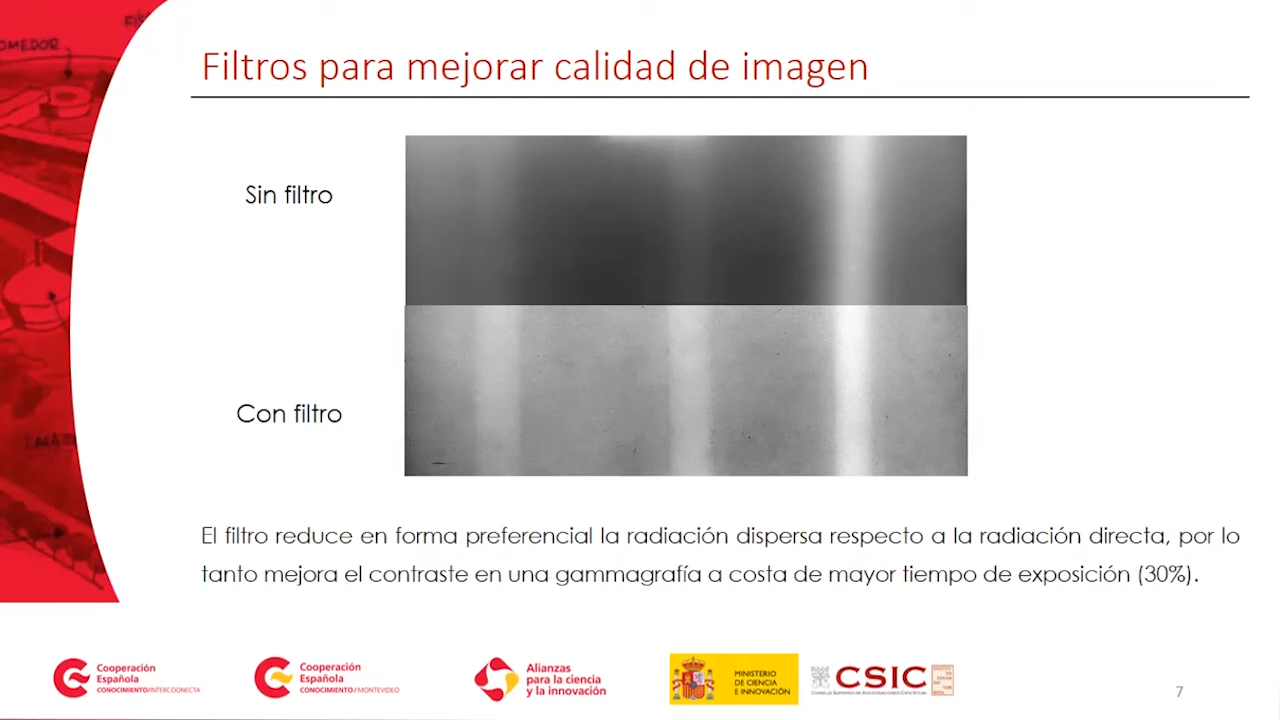 OMEDOR
Filtros para mejorar calidad de imagen
Sin filtro
Con filtro
El filtro reduce en forma preferencial la radiación dispersa respecto a la radiación directa, por lo
tanto mejora el contraste en una gammagrafía a costa de mayor tiempo de exposición (30%).
Cooperación
Española
CONOCIMIENTO/INTERCOONECTA
Cooperación
Española
CONOCIMIENTO/MONTEVIDEO
Alianzas
para la ciencia
y la innovación
MINISTERIO
DE CIENCIA
E INNOVACIÓN
CSIC
CONSEJO SUPERIOR DE INVESTIGACIONES CIENTÍFICAS
7